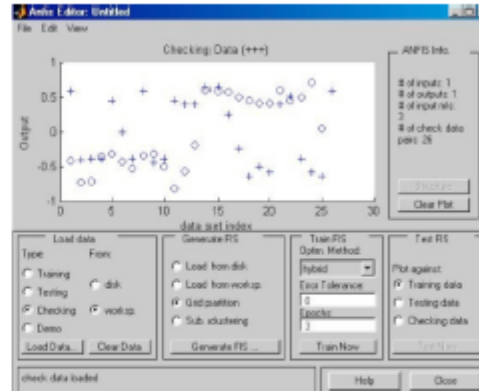 Anfis Editor: Untitled
File Edit View
Checking Data (+++)
1
0.5
0
-0.5
-1
Output
0 5 10 15 20 25 30
data set index
ANFIS Info.
# of inputs: 1
# of outputs: 1
# of input mfs:
3
# of check data
pairs: 26
Structure
Clear Plot
Load data
Type: From:
Training
Testing
Checking
Demo
disk
worksp.
Load Data... Clear Data
Generate FIS
Load from disk
Load from worksp.
Grid partition
Sub. clustering
Generate FIS ...
Train FIS
Optim. Method:
hybrid
Error Tolerance:
0
Epochs:
3
Train Now
Test FIS
Plot against:
Training data
Testing data
Checking data
Test Now
check data loaded
Help Close